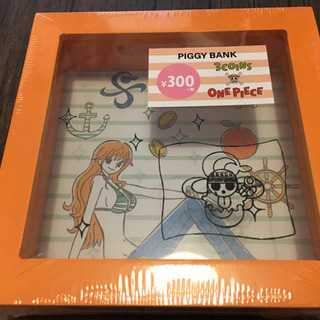 PIGGY BANK
¥300
3COINS
ONE PIECE